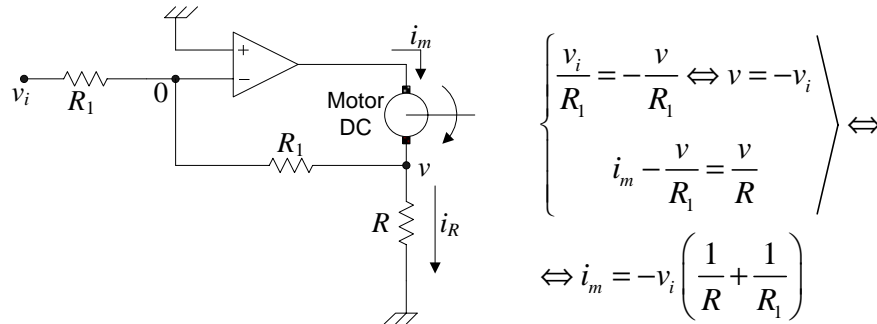 i_m
+
−
v_i
R_1
0
Motor
DC
R_1
v
R
i_R
v_i/R_1 = −v/R_1 ⇔ v = −v_i
i_m − v/R_1 = v/R
⇔
⇔ i_m = −v_i (1/R + 1/R_1)